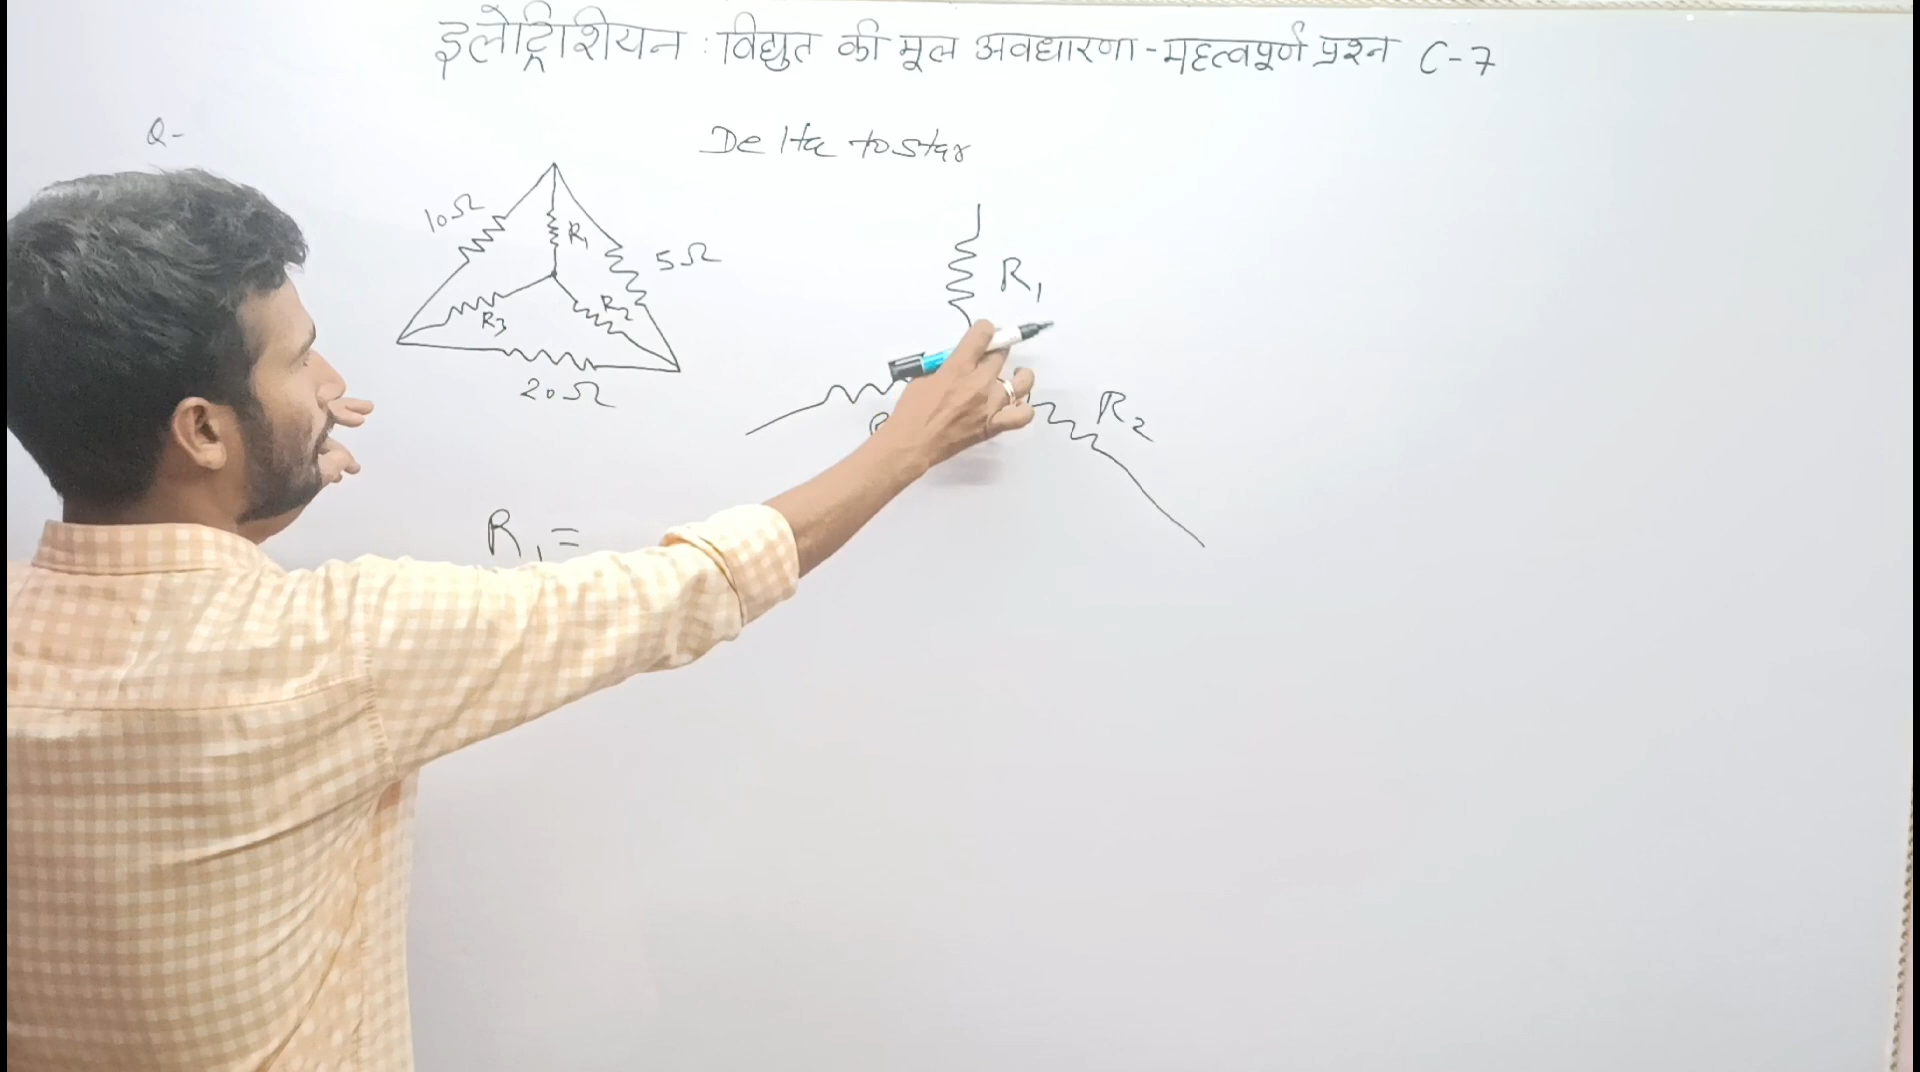 इलेट्रिशियन : विद्युत की मूल अवधारणा - महत्वपूर्ण प्रश्न C-7
Q-
Delta to star
10Ω
R1
5Ω
R3
R2
20Ω
R1
R2
R1 =